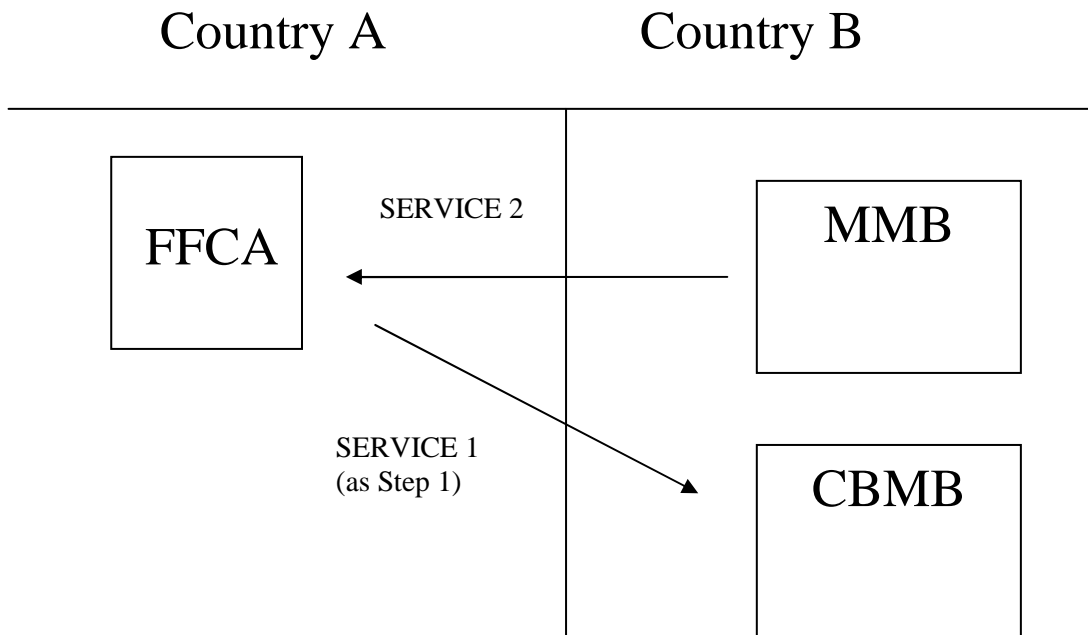 Country A
Country B
SERVICE 2
FFCA
MMB
SERVICE 1
(as Step 1)
CBMB